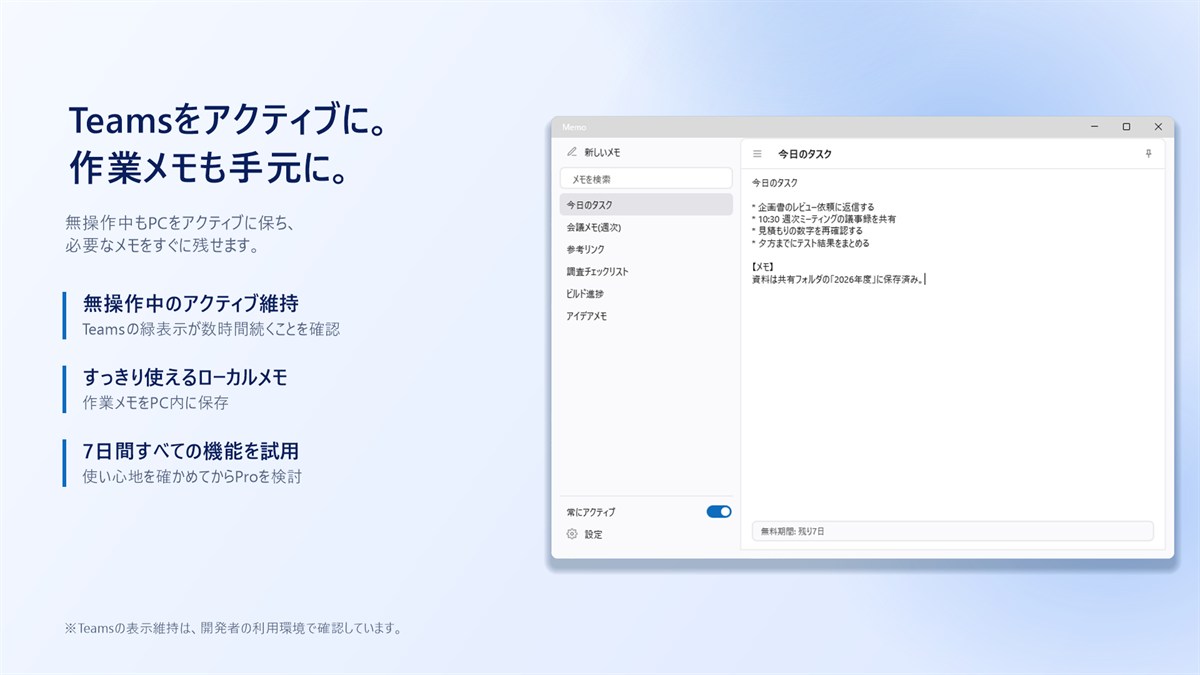 Teamsをアクティブに。
作業メモも手元に。
無操作中もPCをアクティブに保ち、
必要なメモをすぐに残せます。
無操作中のアクティブ維持
Teamsの緑表示が数時間続くことを確認
すっきり使えるローカルメモ
作業メモをPC内に保存
7日間すべての機能を試用
使い心地を確かめてからProを検討
※Teamsの表示維持は、開発者の利用環境で確認しています。
Memo
新しいメモ
メモを検索
今日のタスク
会議メモ(週次)
参考リンク
調査チェックリスト
ビルド進捗
アイデアメモ
常にアクティブ
設定
今日のタスク
今日のタスク
* 企画書のレビュー依頼に返信する
* 10:30 週次ミーティングの議事録を共有
* 見積もりの数字を再確認する
* 夕方までにテスト結果をまとめる
【メモ】
資料は共有フォルダの「2026年度」に保存済み。
無料期間: 残り7日